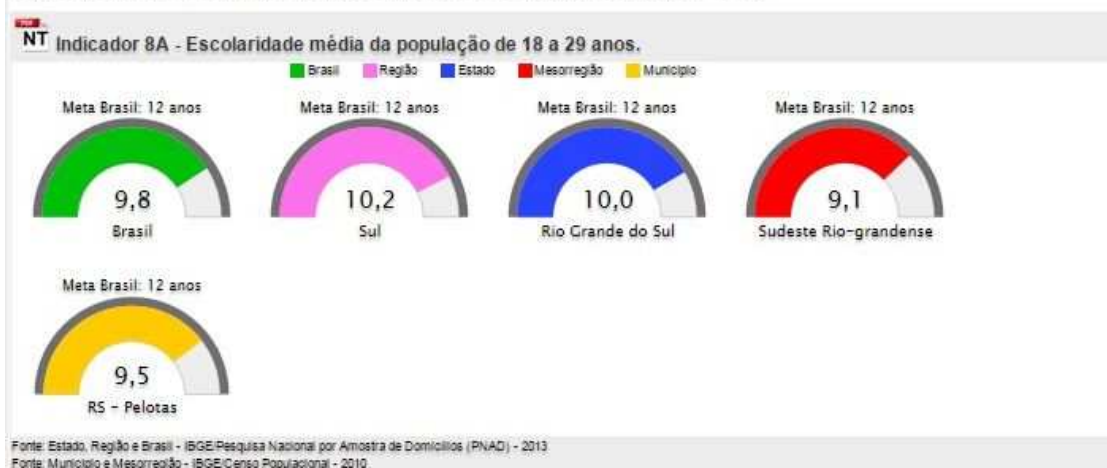 PDF
NT Indicador 8A - Escolaridade média da população de 18 a 29 anos.
Brasil Região Estado Mesorregião Município
Meta Brasil: 12 anos Meta Brasil: 12 anos Meta Brasil: 12 anos Meta Brasil: 12 anos
9,8 10,2 10,0 9,1
Brasil Sul Rio Grande do Sul Sudeste Rio-grandense
Meta Brasil: 12 anos
9,5
RS - Pelotas
Fonte: Estado, Região e Brasil - IBGE/Pesquisa Nacional por Amostra de Domicílios (PNAD) - 2013
Fonte: Município e Mesorregião - IBGE/Censo Populacional - 2010